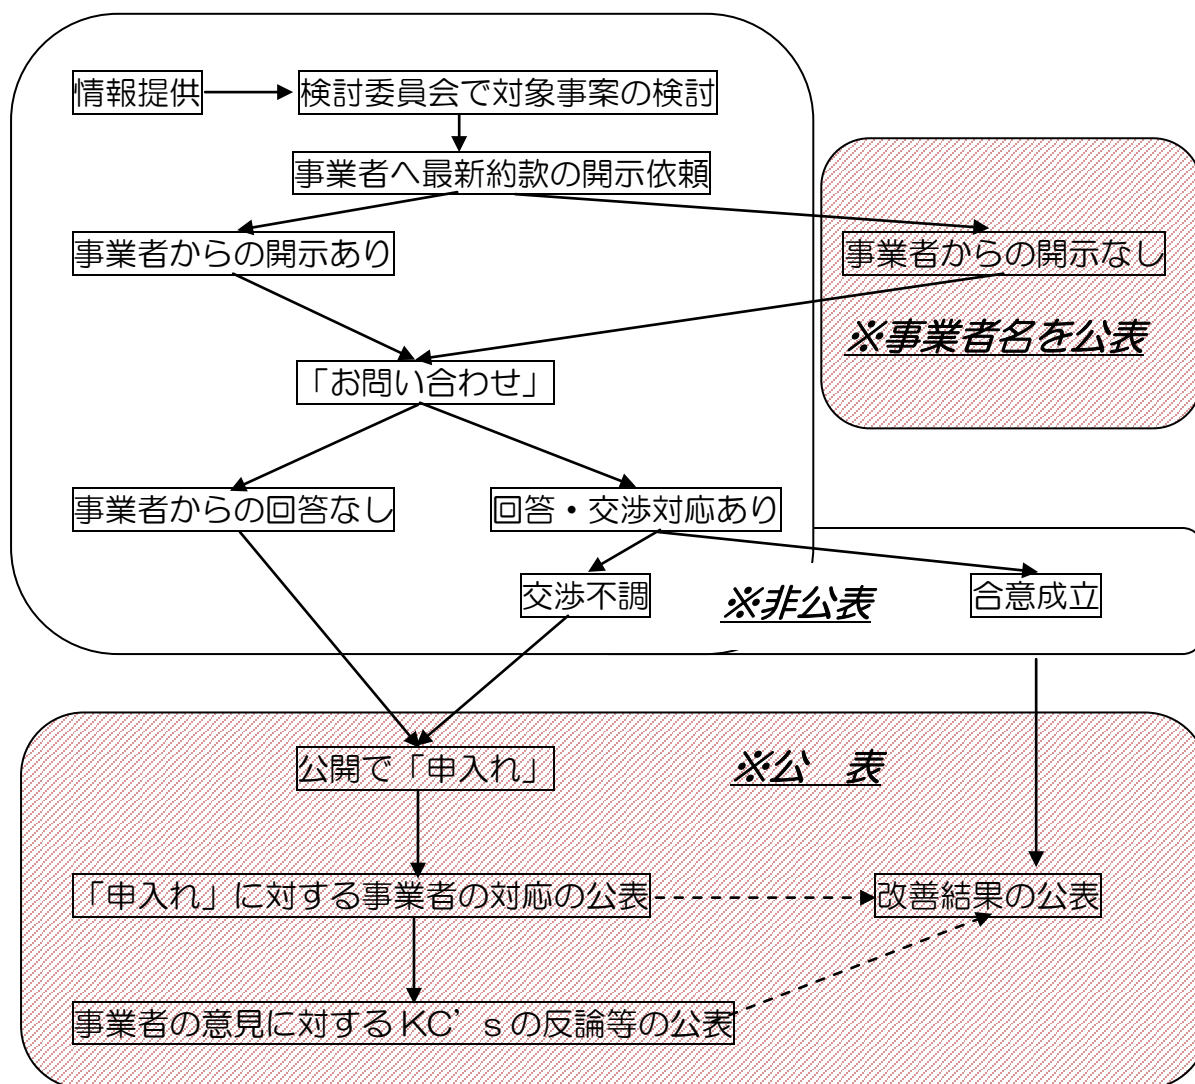 情報提供
検討委員会で対象事案の検討
事業者へ最新約款の開示依頼
事業者からの開示あり
事業者からの開示なし
※事業者名を公表
「お問い合わせ」
事業者からの回答なし
回答・交渉対応あり
交渉不調
※非公表
合意成立
公開で「申入れ」
※公　表
「申入れ」に対する事業者の対応の公表
改善結果の公表
事業者の意見に対するKC’ｓの反論等の公表